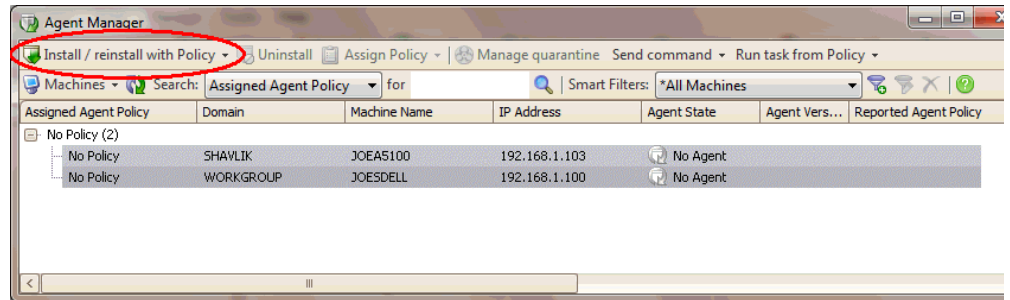 Agent Manager
Install / reinstall with Policy Uninstall Assign Policy Manage quarantine Send command Run task from Policy
Machines Search: Assigned Agent Policy for Smart Filters: *All Machines
Assigned Agent Policy Domain Machine Name IP Address Agent State Agent Vers... Reported Agent Policy
No Policy (2)
No Policy SHAVLIK JOEA5100 192.168.1.103 No Agent
No Policy WORKGROUP JOESDELL 192.168.1.100 No Agent